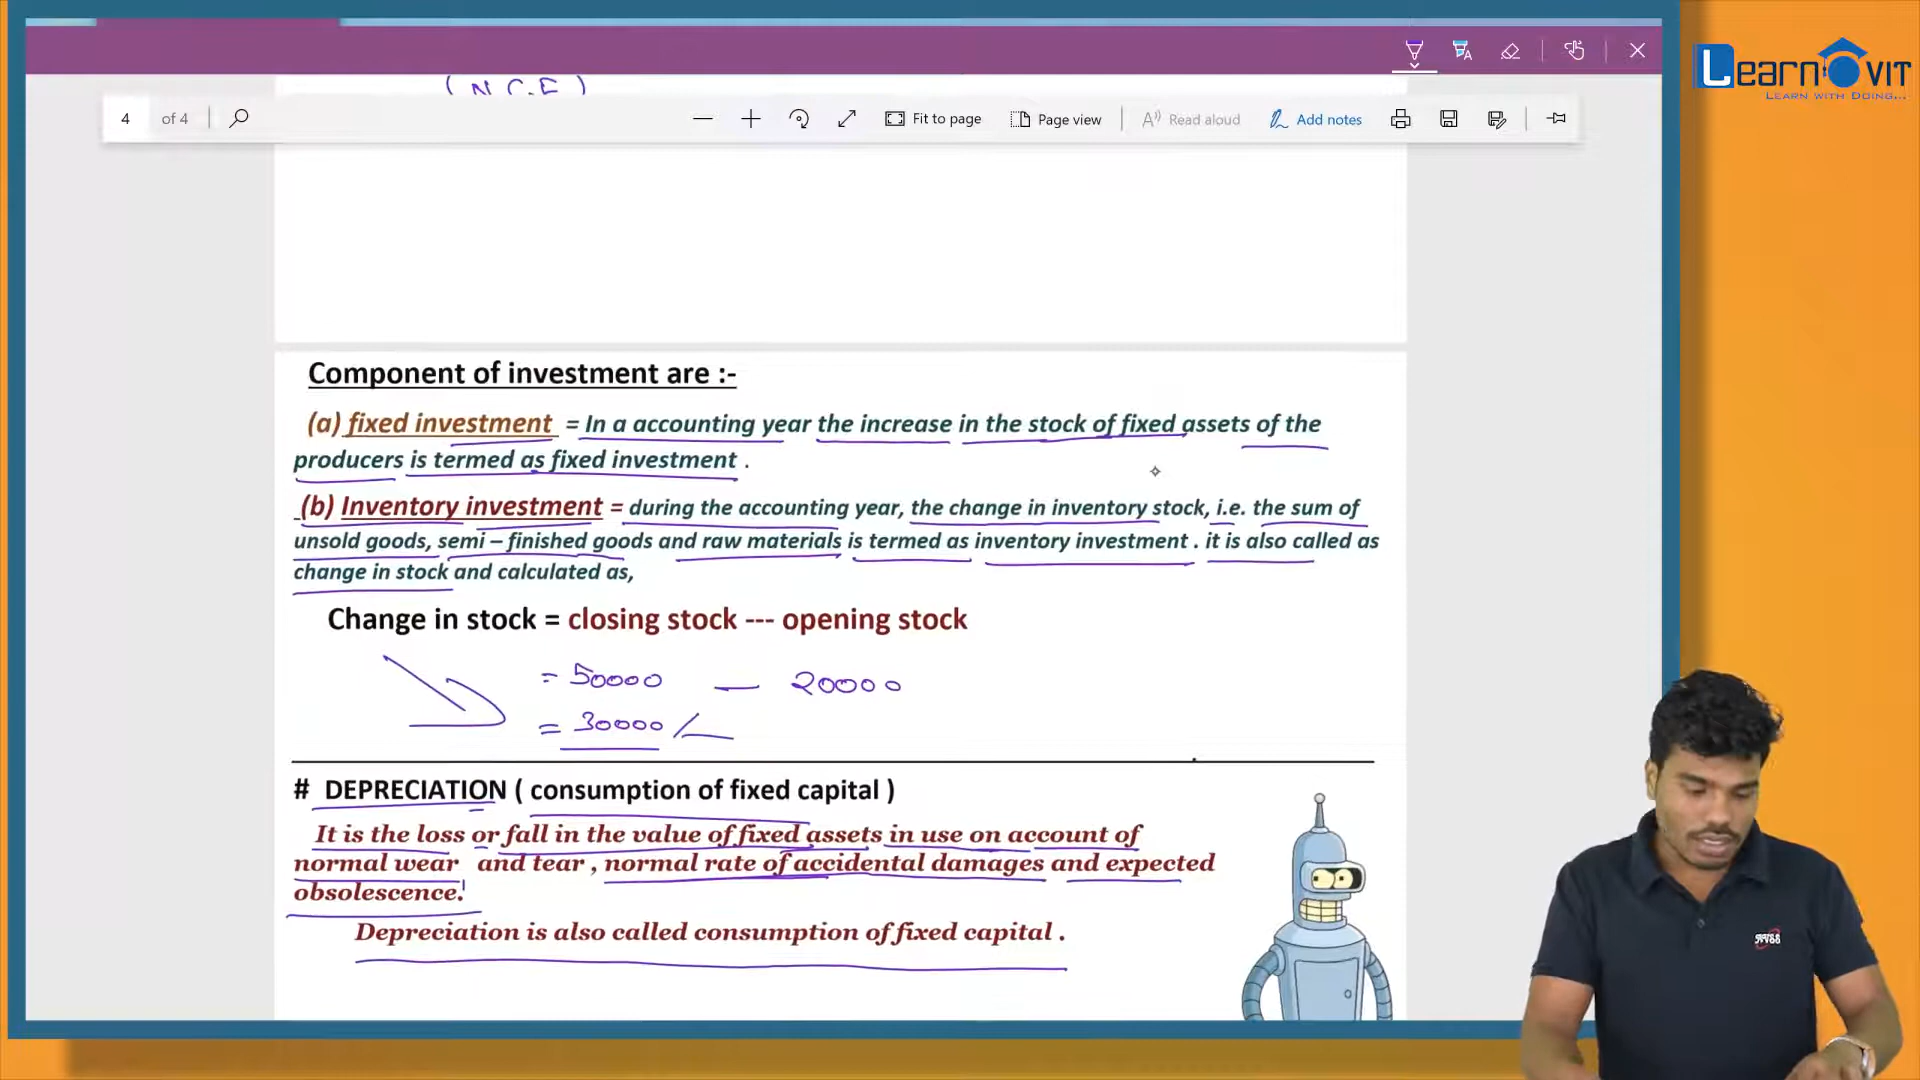 ( N.C.F )
4 of 4
Fit to page
Page view
Read aloud
Add notes
Learnovit
LEARN WITH DOING...
Component of investment are :-
(a) fixed investment = In a accounting year the increase in the stock of fixed assets of the
producers is termed as fixed investment .
(b) Inventory investment = during the accounting year, the change in inventory stock, i.e. the sum of
unsold goods, semi – finished goods and raw materials is termed as inventory investment . it is also called as
change in stock and calculated as,
Change in stock = closing stock --- opening stock
= 50000 — 20000
= 30000 /
# DEPRECIATION ( consumption of fixed capital )
It is the loss or fall in the value of fixed assets in use on account of
normal wear and tear , normal rate of accidental damages and expected
obsolescence.
Depreciation is also called consumption of fixed capital .